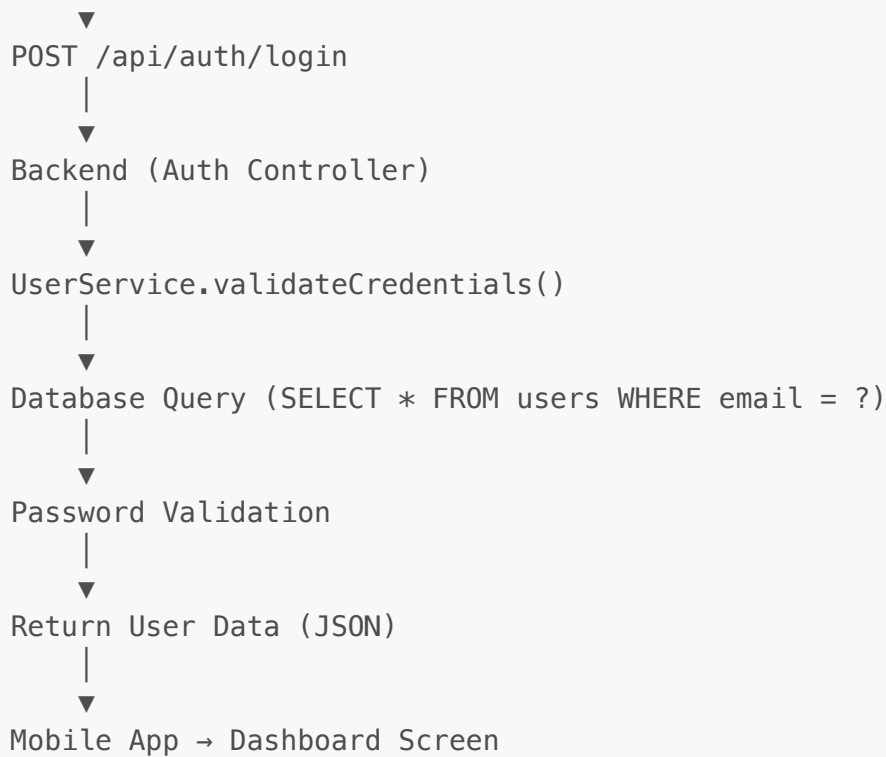 ▼
POST /api/auth/login
│
▼
Backend (Auth Controller)
│
▼
UserService.validateCredentials()
│
▼
Database Query (SELECT * FROM users WHERE email = ?)
│
▼
Password Validation
│
▼
Return User Data (JSON)
│
▼
Mobile App → Dashboard Screen